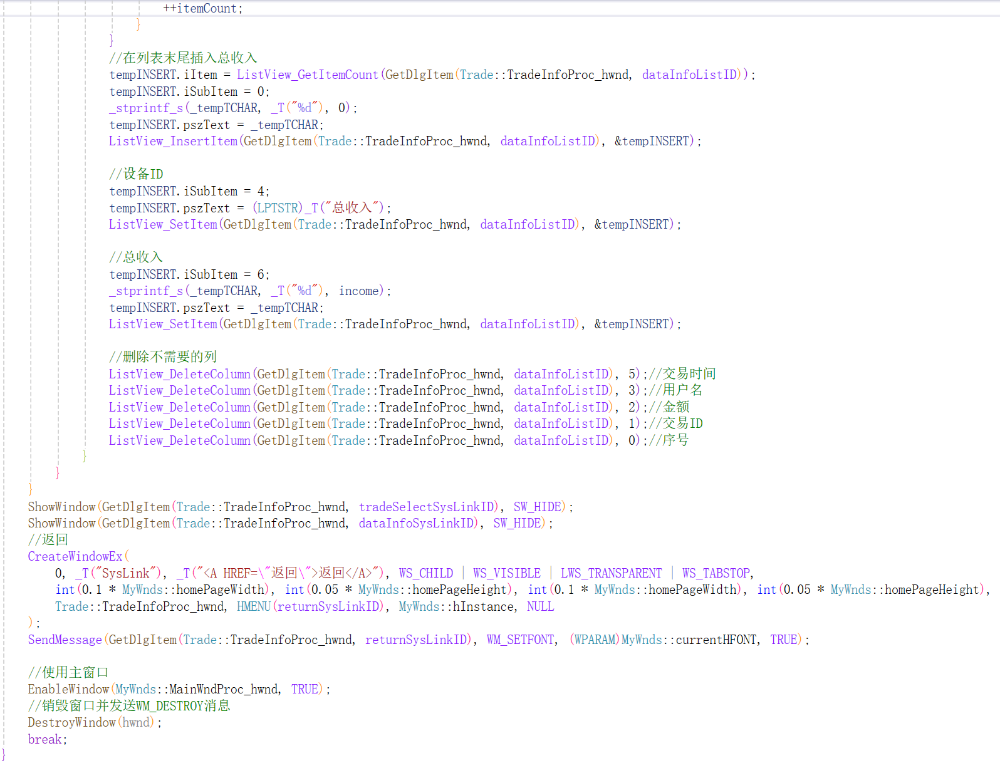 ++itemCount;
}
}
//在列表末尾插入总收入
tempINSERT.iItem = ListView_GetItemCount(GetDlgItem(Trade::TradeInfoProc_hwnd, dataInfoListID));
tempINSERT.iSubItem = 0;
_stprintf_s(_tempTCHAR, _T("%d"), 0);
tempINSERT.pszText = _tempTCHAR;
ListView_InsertItem(GetDlgItem(Trade::TradeInfoProc_hwnd, dataInfoListID), &tempINSERT);
//设备ID
tempINSERT.iSubItem = 4;
tempINSERT.pszText = (LPTSTR)_T("总收入");
ListView_SetItem(GetDlgItem(Trade::TradeInfoProc_hwnd, dataInfoListID), &tempINSERT);
//总收入
tempINSERT.iSubItem = 6;
_stprintf_s(_tempTCHAR, _T("%d"), income);
tempINSERT.pszText = _tempTCHAR;
ListView_SetItem(GetDlgItem(Trade::TradeInfoProc_hwnd, dataInfoListID), &tempINSERT);
//删除不需要的列
ListView_DeleteColumn(GetDlgItem(Trade::TradeInfoProc_hwnd, dataInfoListID), 5);//交易时间
ListView_DeleteColumn(GetDlgItem(Trade::TradeInfoProc_hwnd, dataInfoListID), 3);//用户名
ListView_DeleteColumn(GetDlgItem(Trade::TradeInfoProc_hwnd, dataInfoListID), 2);//金额
ListView_DeleteColumn(GetDlgItem(Trade::TradeInfoProc_hwnd, dataInfoListID), 1);//交易ID
ListView_DeleteColumn(GetDlgItem(Trade::TradeInfoProc_hwnd, dataInfoListID), 0);//序号
}
}
}
ShowWindow(GetDlgItem(Trade::TradeInfoProc_hwnd, tradeSelectSysLinkID), SW_HIDE);
ShowWindow(GetDlgItem(Trade::TradeInfoProc_hwnd, dataInfoSysLinkID), SW_HIDE);
//返回
CreateWindowEx(
0, _T("SysLink"), _T("<A HREF=\"返回\">返回</A>"), WS_CHILD | WS_VISIBLE | LWS_TRANSPARENT | WS_TABSTOP,
int(0.1 * MyWnds::homePageWidth), int(0.05 * MyWnds::homePageHeight), int(0.1 * MyWnds::homePageWidth), int(0.05 * MyWnds::homePageHeight),
Trade::TradeInfoProc_hwnd, HMENU(returnSysLinkID), MyWnds::hInstance, NULL
);
SendMessage(GetDlgItem(Trade::TradeInfoProc_hwnd, returnSysLinkID), WM_SETFONT, (WPARAM)MyWnds::currentHFONT, TRUE);
//使用主窗口
EnableWindow(MyWnds::MainWndProc_hwnd, TRUE);
//销毁窗口并发送WM_DESTROY消息
DestroyWindow(hwnd);
break;
}